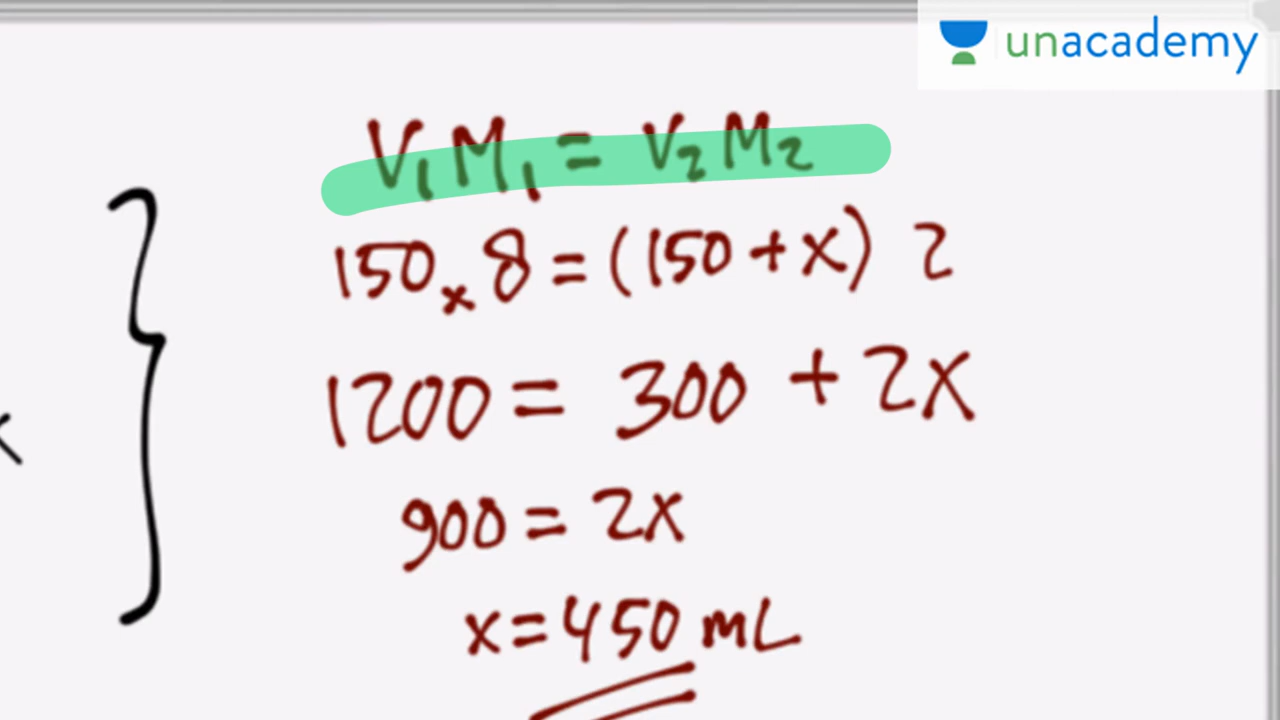 unacademy
V₁M₁ = V₂M₂
150 × 8 = (150 + x) 2
1200 = 300 + 2x
900 = 2x
x = 450 mL